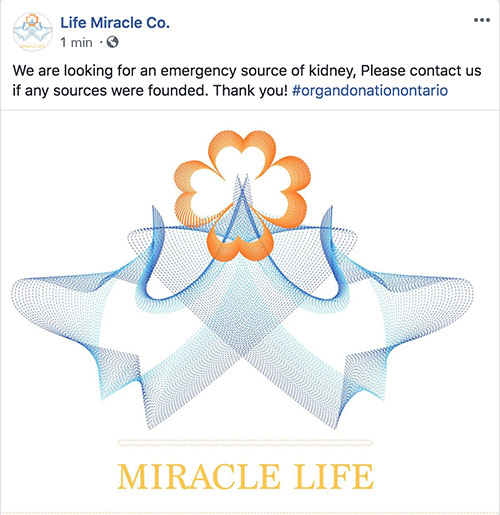 Life Miracle Co.
1 min ·
We are looking for an emergency source of kidney, Please contact us
if any sources were founded. Thank you! #organdonationontario
MIRACLE LIFE